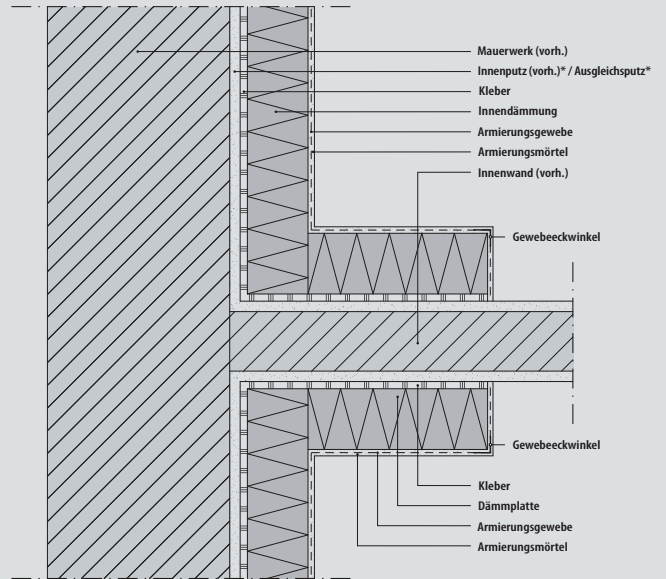 Mauerwerk (vorh.)
Innenputz (vorh.)* / Ausgleichsputz*
Kleber
Innendämmung
Armierungsgewebe
Armierungsmörtel
Innenwand (vorh.)
Gewebeeckwinkel
Gewebeeckwinkel
Kleber
Dämmplatte
Armierungsgewebe
Armierungsmörtel